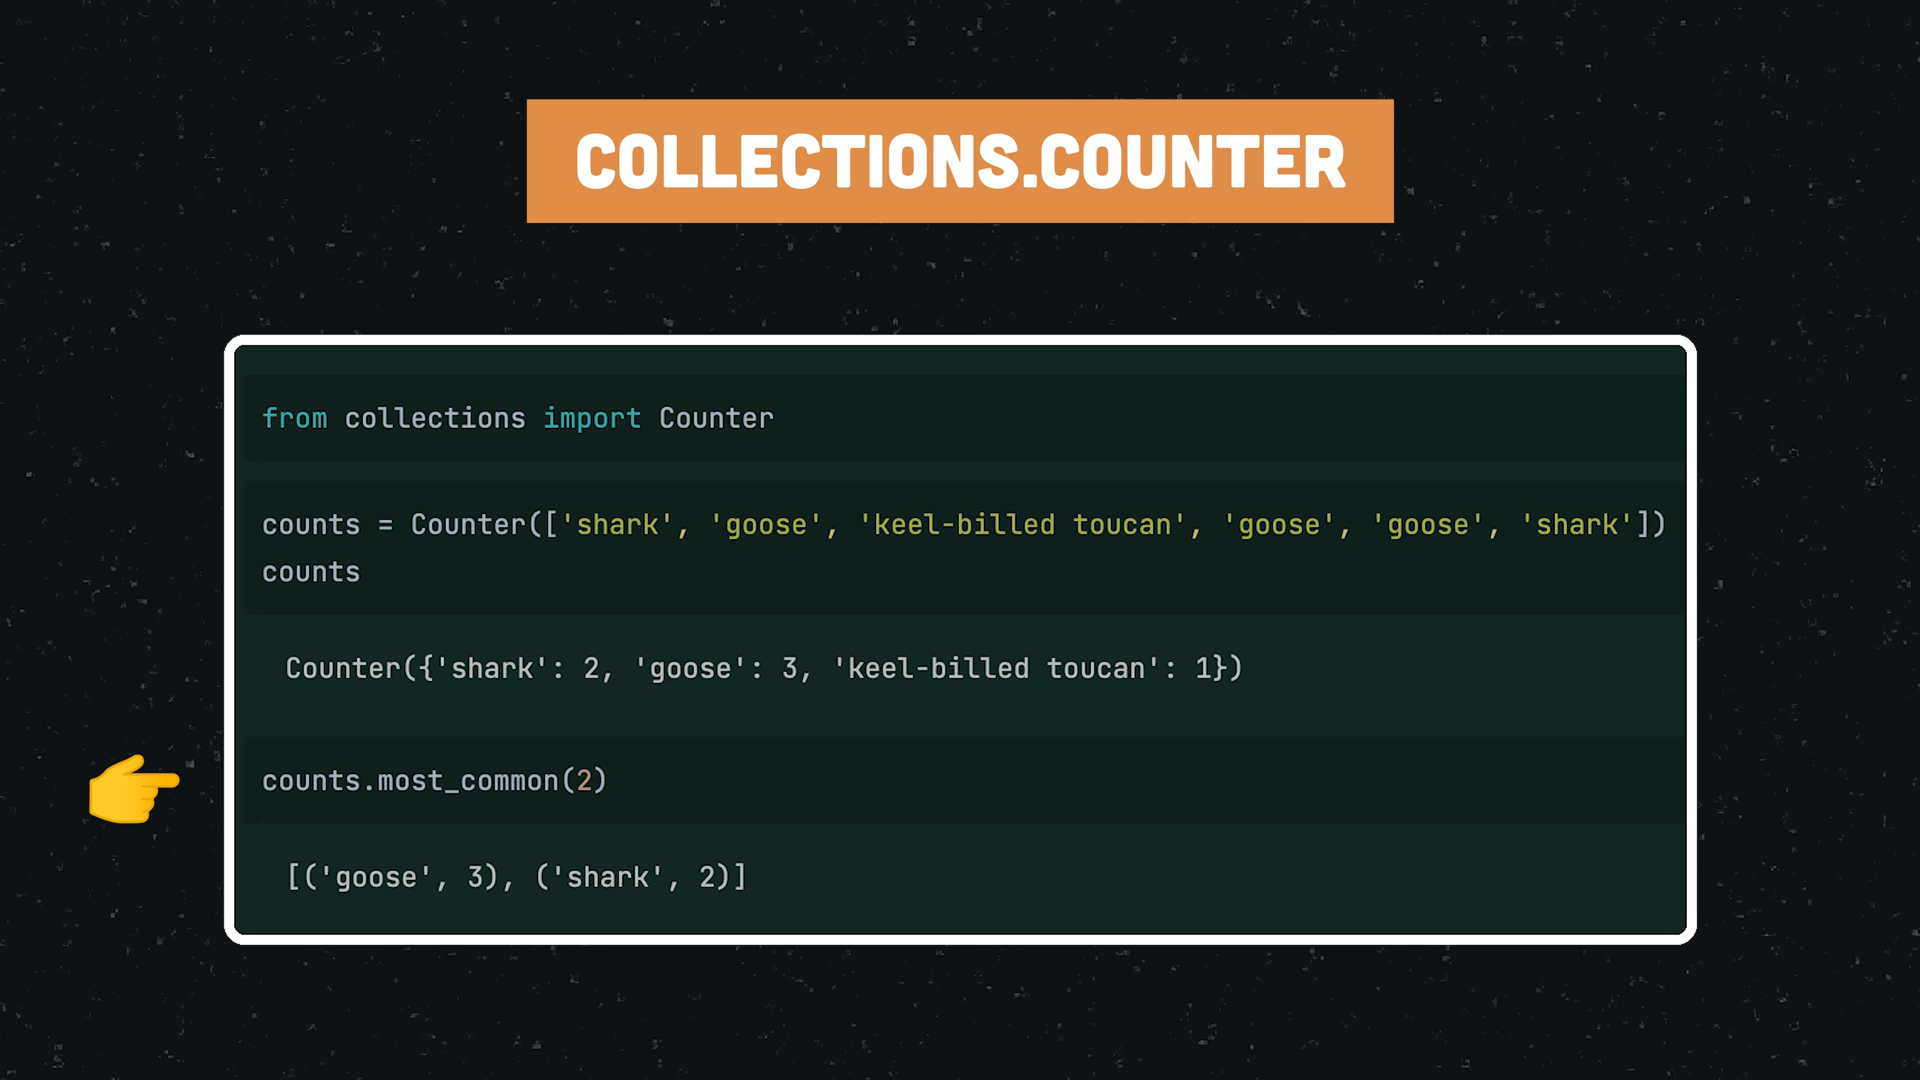 COLLECTIONS.COUNTER
from collections import Counter
counts = Counter(['shark', 'goose', 'keel-billed toucan', 'goose', 'goose', 'shark'])
counts
Counter({'shark': 2, 'goose': 3, 'keel-billed toucan': 1})
counts.most_common(2)
[('goose', 3), ('shark', 2)]